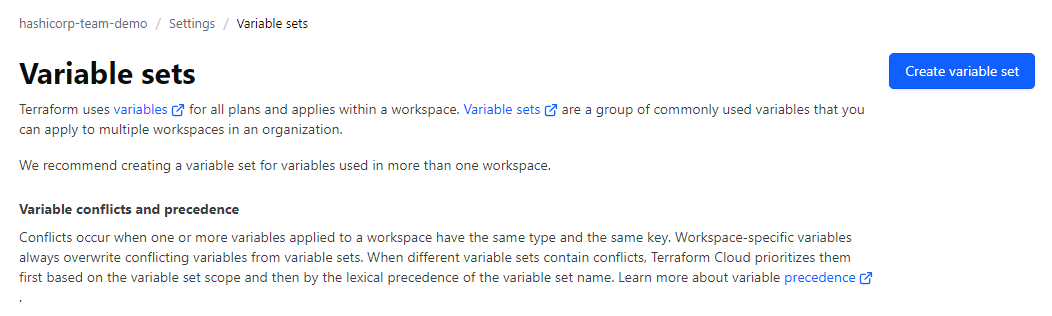 hashicorp-team-demo / Settings / Variable sets
Variable sets
Create variable set
Terraform uses variables for all plans and applies within a workspace. Variable sets are a group of commonly used variables that you
can apply to multiple workspaces in an organization.
We recommend creating a variable set for variables used in more than one workspace.
Variable conflicts and precedence
Conflicts occur when one or more variables applied to a workspace have the same type and the same key. Workspace-specific variables
always overwrite conflicting variables from variable sets. When different variable sets contain conflicts, Terraform Cloud prioritizes them
first based on the variable set scope and then by the lexical precedence of the variable set name. Learn more about variable precedence
.